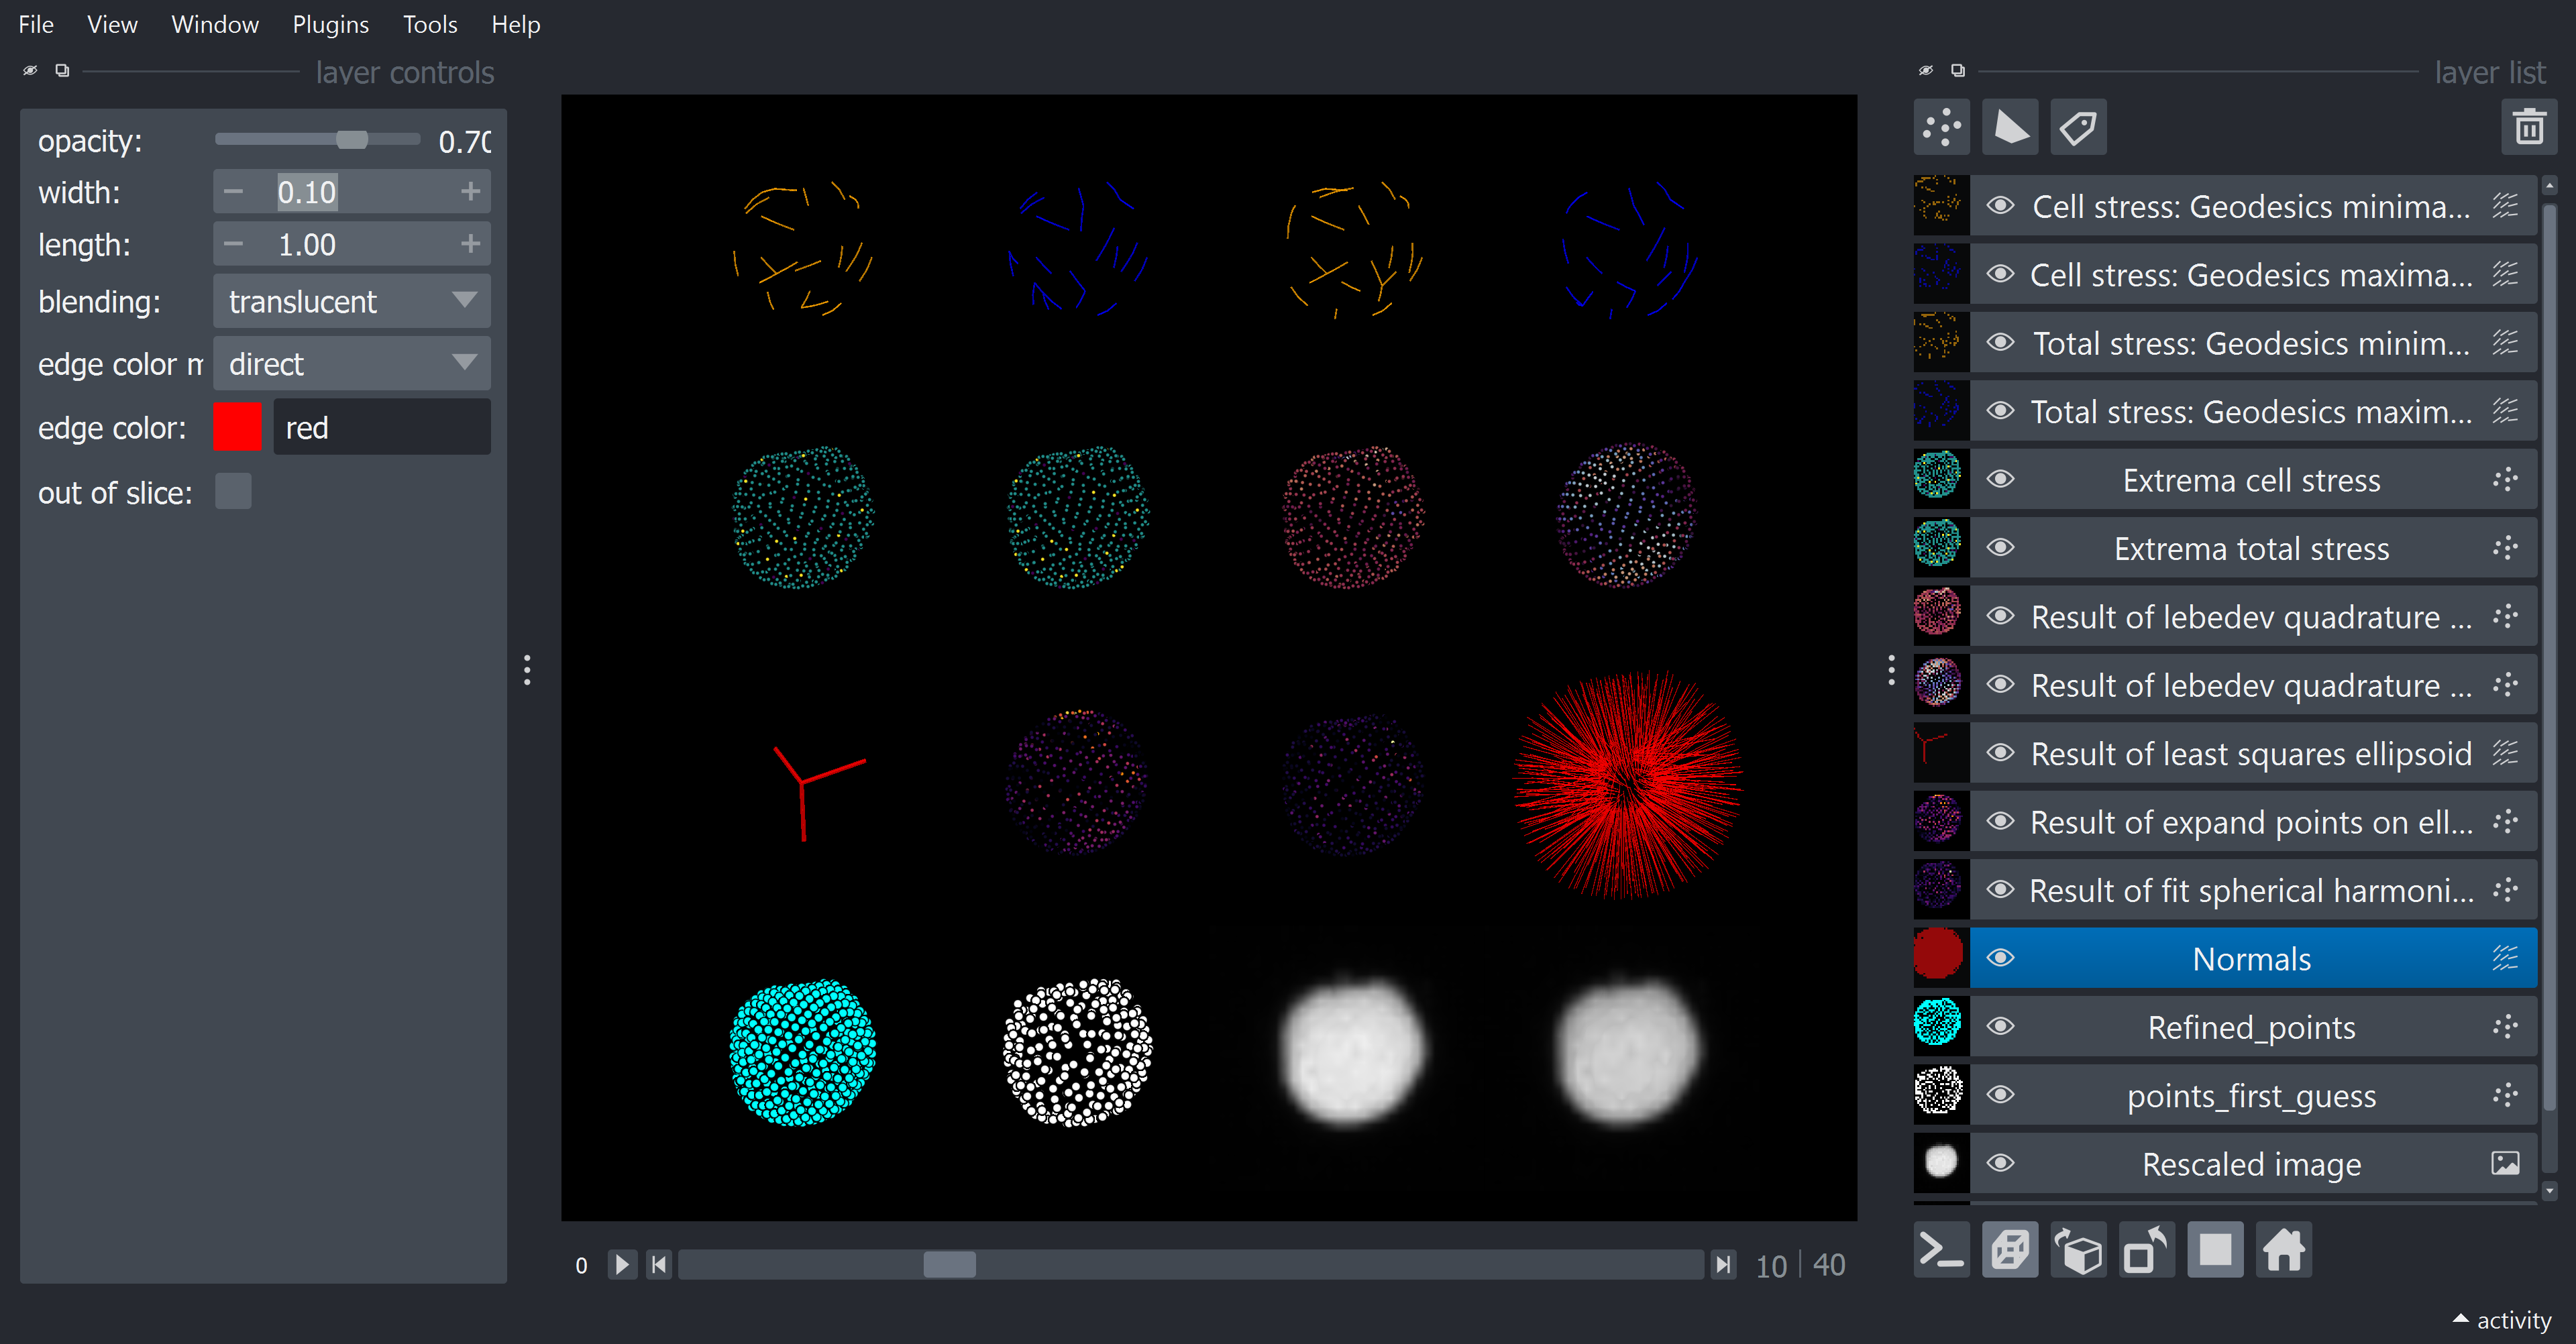 File View Window Plugins Tools Help
layer controls
opacity: 0.70
width: 0.10
length: 1.00
blending: translucent
edge color m direct
edge color: red
out of slice:
0 10 40
layer list
Cell stress: Geodesics minima...
Cell stress: Geodesics maxima...
Total stress: Geodesics minim...
Total stress: Geodesics maxim...
Extrema cell stress
Extrema total stress
Result of lebedev quadrature ...
Result of lebedev quadrature ...
Result of least squares ellipsoid
Result of expand points on ell...
Result of fit spherical harmoni...
Normals
Refined_points
points_first_guess
Rescaled image
activity